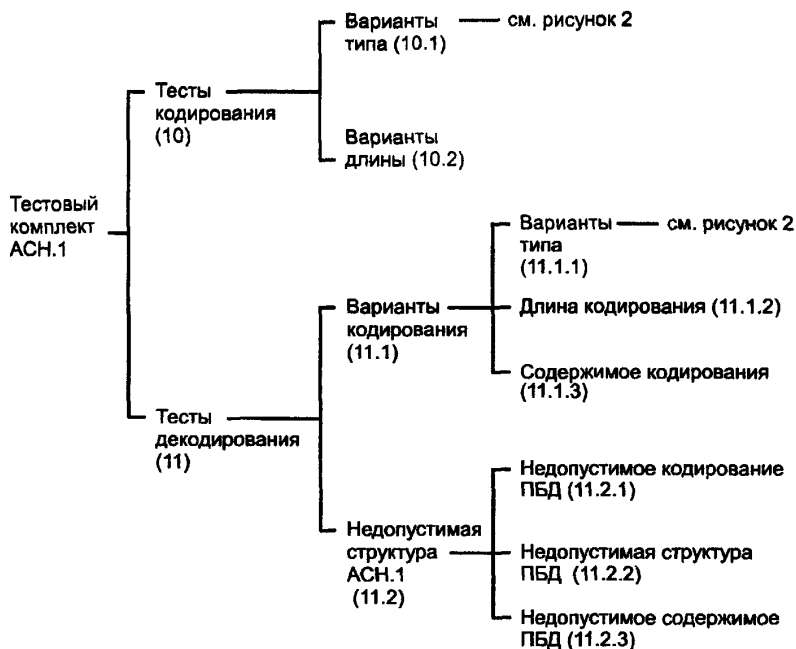 Варианты
типа (10.1)
см. рисунок 2
Тесты
кодирования
(10)
Варианты
длины (10.2)
Тестовый
комплект
АСН.1
Варианты
типа
(11.1.1)
см. рисунок 2
Варианты
кодирования
(11.1)
Длина кодирования (11.1.2)
Содержимое кодирования
(11.1.3)
Тесты
декодирования
(11)
Недопустимое кодирование
ПБД (11.2.1)
Недопустимая
структура
АСН.1
(11.2)
Недопустимая структура
ПБД (11.2.2)
Недопустимое содержимое
ПБД (11.2.3)